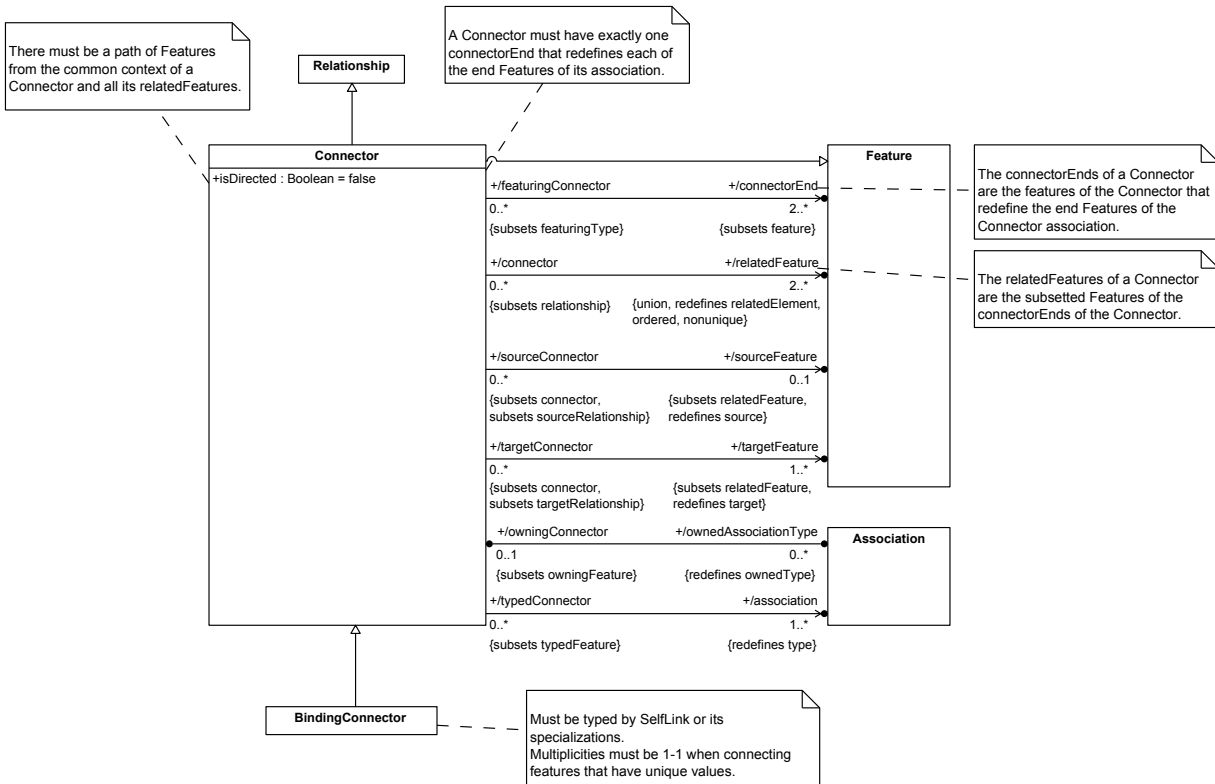 There must be a path of Features
from the common context of a
Connector and all its relatedFeatures.
Relationship
A Connector must have exactly one
connectorEnd that redefines each of
the end Features of its association.
Connector
+isDirected : Boolean = false
Feature
+/featuringConnector
+/connectorEnd
0..*
2..*
{subsets featuringType}
{subsets feature}
The connectorEnds of a Connector
are the features of the Connector that
redefine the end Features of the
Connector association.
+/connector
+/relatedFeature
0..*
2..*
{subsets relationship}
{union, redefines relatedElement,
ordered, nonunique}
The relatedFeatures of a Connector
are the subsetted Features of the
connectorEnds of the Connector.
+/sourceConnector
+/sourceFeature
0..*
0..1
{subsets connector,
subsets sourceRelationship}
{subsets relatedFeature,
redefines source}
+/targetConnector
+/targetFeature
0..*
1..*
{subsets connector,
subsets targetRelationship}
{subsets relatedFeature,
redefines target}
+/owningConnector
+/ownedAssociationType
0..1
0..*
{subsets owningFeature}
{redefines ownedType}
Association
+/typedConnector
+/association
0..*
1..*
{subsets typedFeature}
{redefines type}
BindingConnector
Must be typed by SelfLink or its
specializations.
Multiplicities must be 1-1 when connecting
features that have unique values.